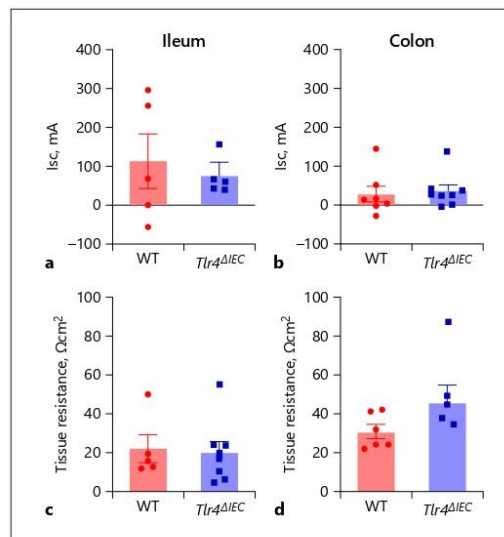 Ileum
Colon
400
300
200
100
0
–100
Isc, mA
WT
Tlr4ΔIEC
a
400
300
200
100
0
–100
Isc, mA
WT
Tlr4ΔIEC
b
100
80
60
40
20
0
Tissue resistance, Ωcm²
WT
Tlr4ΔIEC
c
100
80
60
40
20
0
Tissue resistance, Ωcm²
WT
Tlr4ΔIEC
d